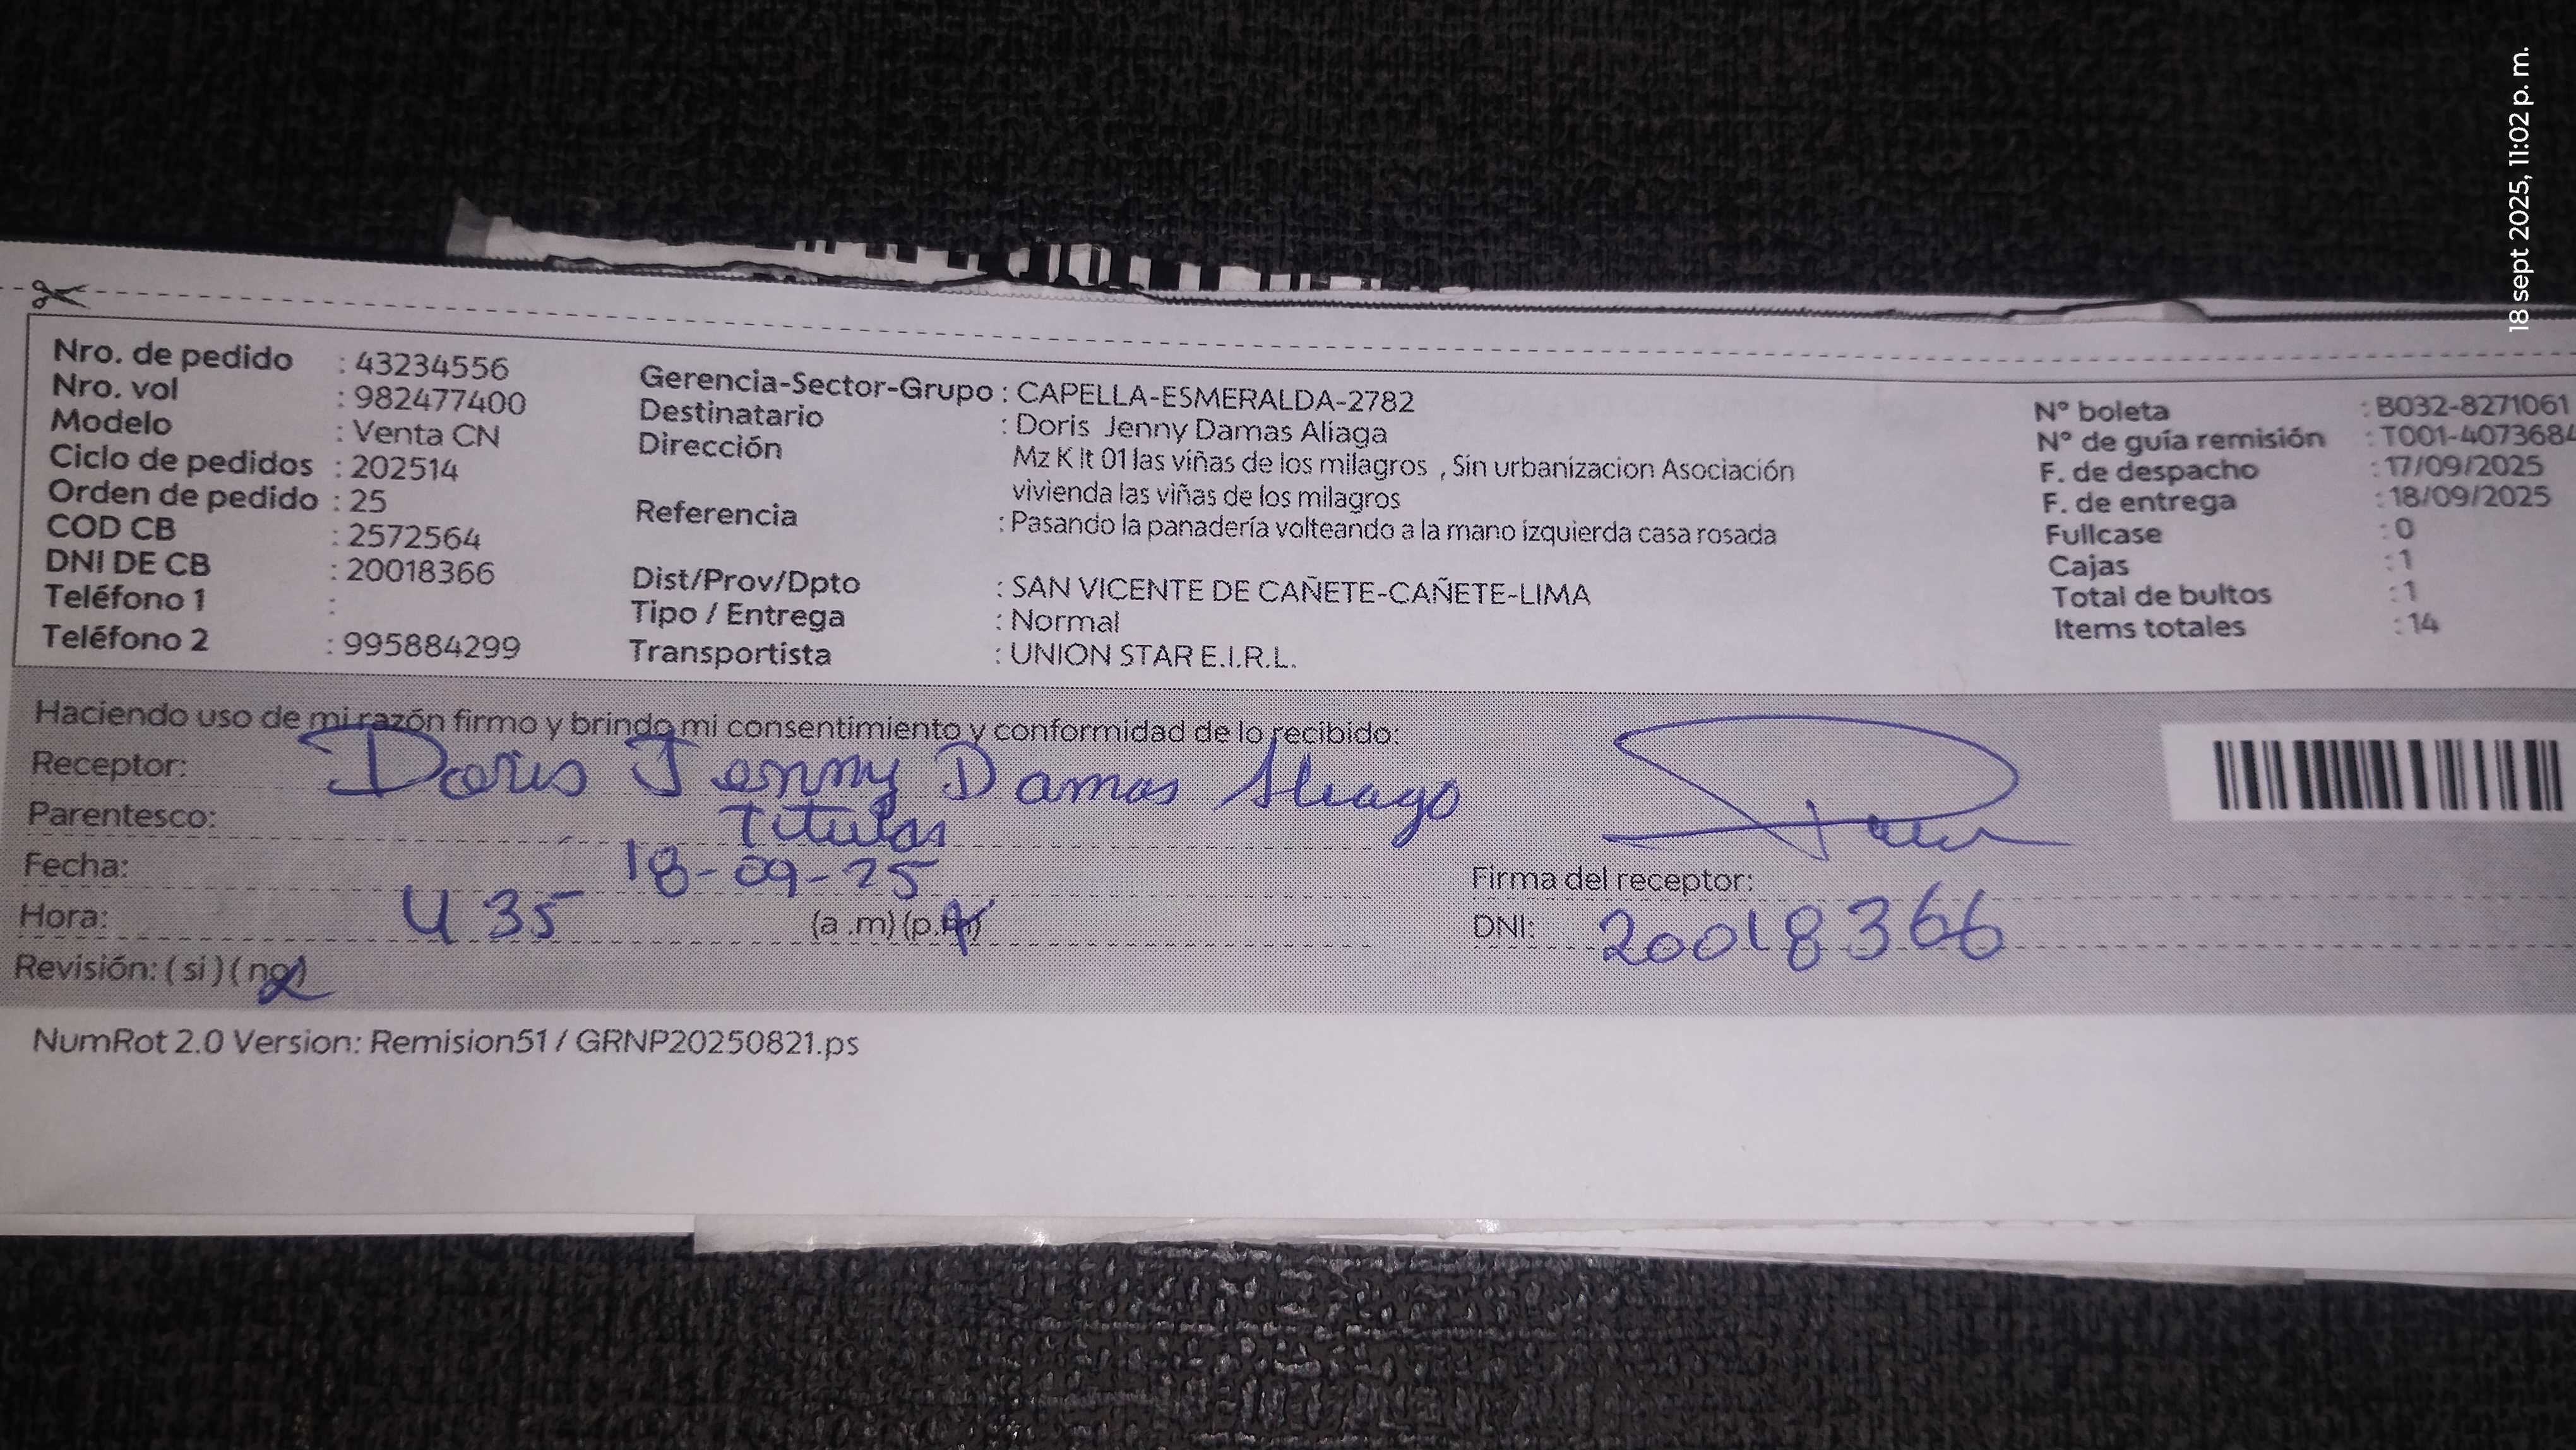 18 sept 2025, 11:02 p. m.
Nro. de pedido : 43234556
Nro. vol : 982477400
Modelo : Venta CN
Ciclo de pedidos : 202514
Orden de pedido : 25
COD CB : 2572564
DNI DE CB : 20018366
Teléfono 1 :
Teléfono 2 : 995884299
Gerencia-Sector-Grupo : CAPELLA-ESMERALDA-2782
Destinatario : Doris Jenny Damas Aliaga
Dirección Mz K lt 01 las viñas de los milagros , Sin urbanizacion Asociación
vivienda las viñas de los milagros
Referencia : Pasando la panadería volteando a la mano izquierda casa rosada
Dist/Prov/Dpto : SAN VICENTE DE CAÑETE-CAÑETE-LIMA
Tipo / Entrega : Normal
Transportista : UNION STAR E.I.R.L.
N° boleta : B032-8271061
N° de guía remisión : T001-4073684
F. de despacho : 17/09/2025
F. de entrega : 18/09/2025
Fullcase : 0
Cajas : 1
Total de bultos : 1
Items totales : 14
Haciendo uso de mi razón firmo y brindo mi consentimiento y conformidad de lo recibido:
Receptor: Doris Jenny Damas Aliaga
Parentesco: Titular
Fecha: 18-09-25
Hora: 4 35 (a .m) (p.m)
Revisión: ( si ) ( no )
Firma del receptor:
DNI: 20018366
NumRot 2.0 Version: Remision51 / GRNP20250821.ps